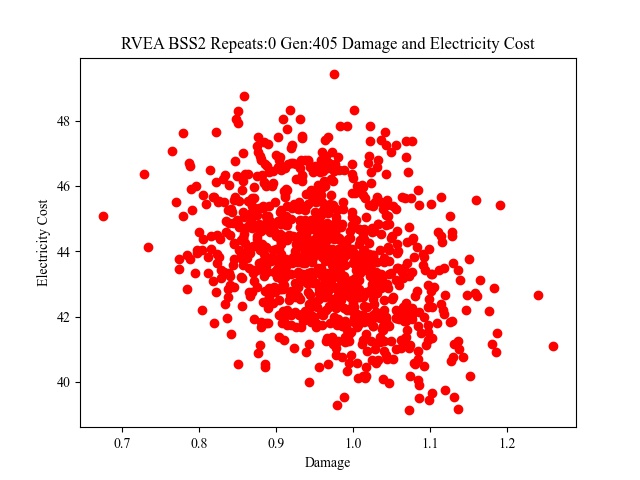 RVEA BSS2 Repeats:0 Gen:405 Damage and Electricity Cost
48
46
44
42
40
Electricity Cost
0.7 0.8 0.9 1.0 1.1 1.2
Damage